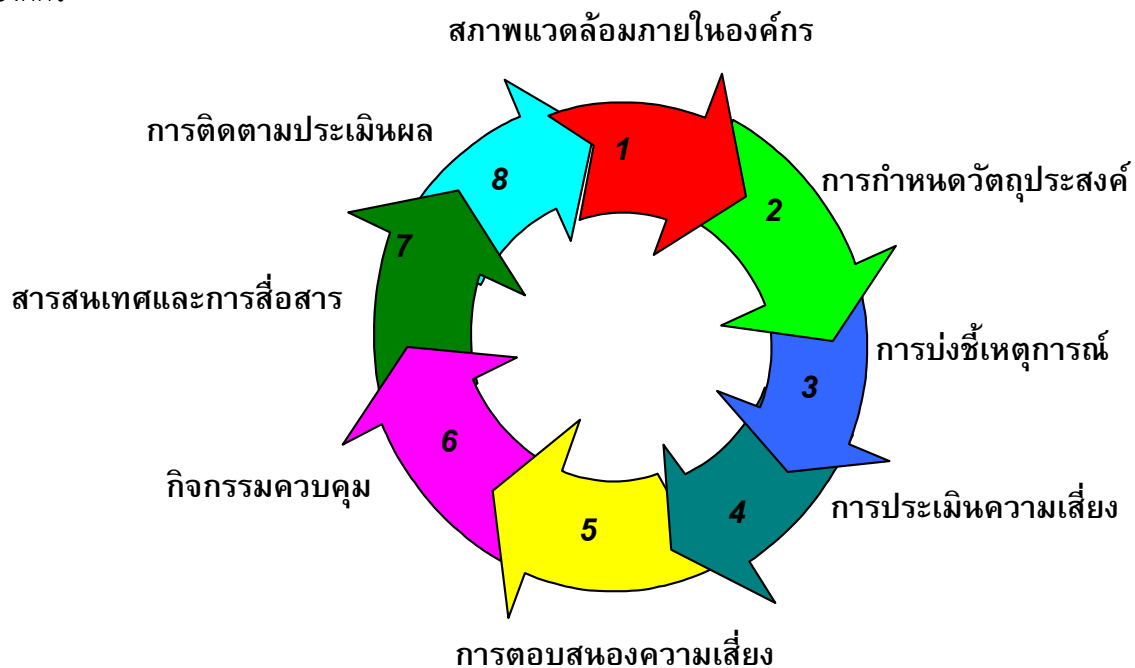 สภาพแวดล้อมภายในองค์กร
1
การกำหนดวัตถุประสงค์
2
การบ่งชี้เหตุการณ์
3
การประเมินความเสี่ยง
4
การตอบสนองความเสี่ยง
5
กิจกรรมควบคุม
6
สารสนเทศและการสื่อสาร
7
การติดตามประเมินผล
8